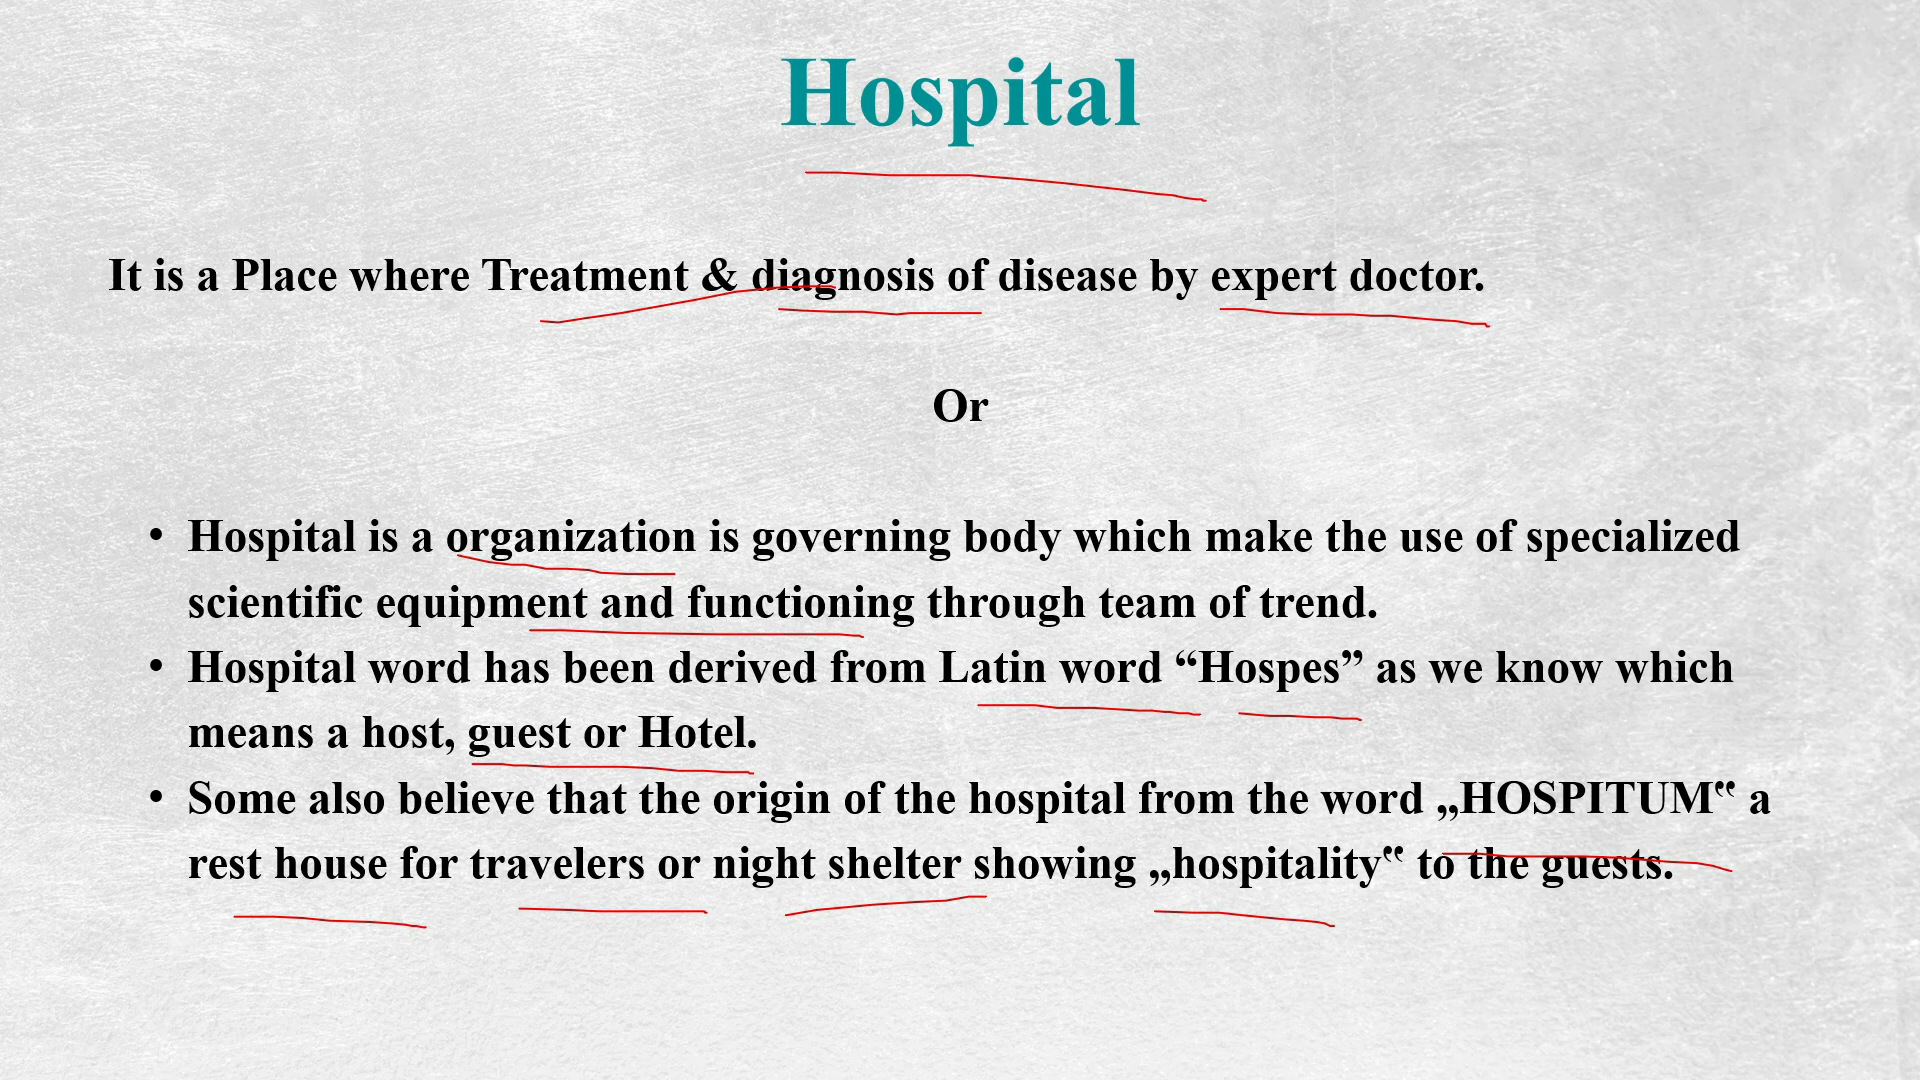 Hospital
It is a Place where Treatment & diagnosis of disease by expert doctor.
Or
• Hospital is a organization is governing body which make the use of specialized
scientific equipment and functioning through team of trend.
• Hospital word has been derived from Latin word “Hospes” as we know which
means a host, guest or Hotel.
• Some also believe that the origin of the hospital from the word „HOSPITUM‟ a
rest house for travelers or night shelter showing „hospitality‟ to the guests.